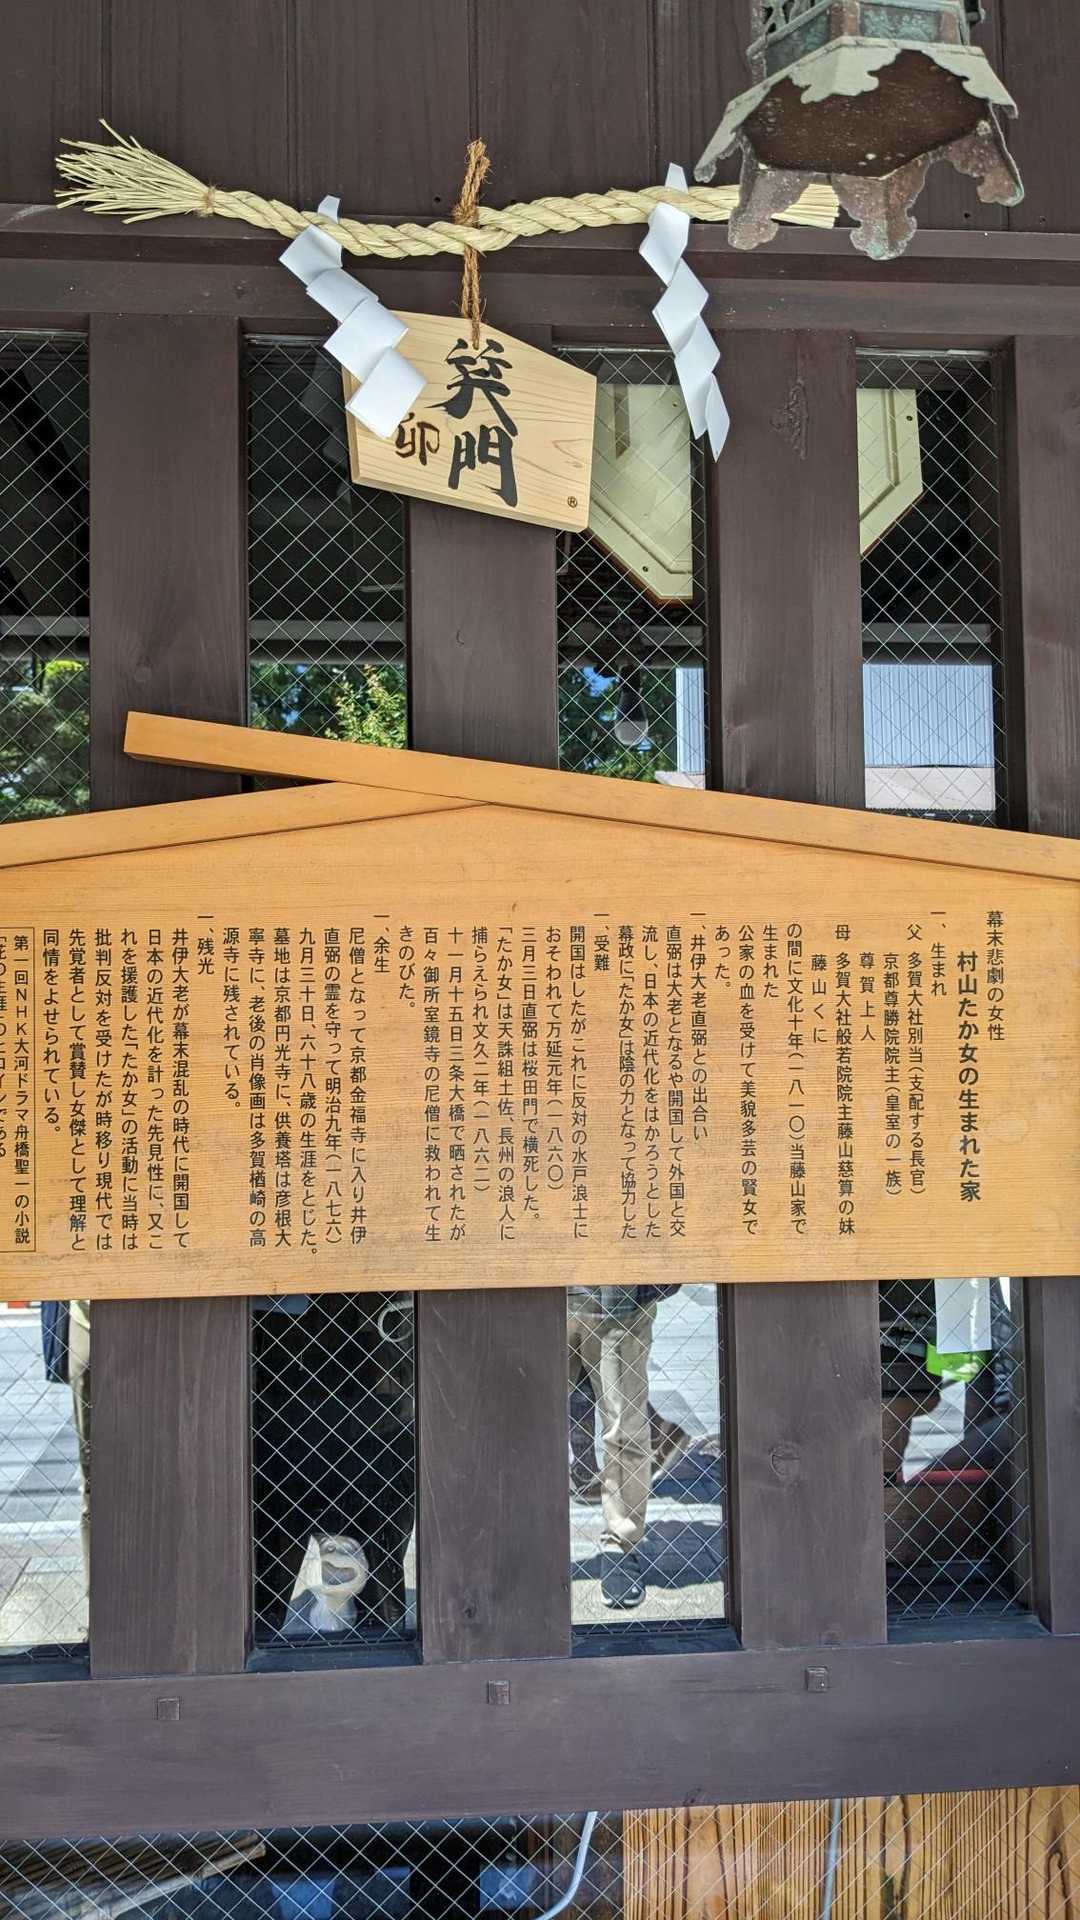 笑門
卯
®
幕末悲劇の女性
村山たか女の生まれた家
一、生まれ
父 多賀大社別当(支配する長官)
京都尊勝院院主(皇室の一族)
尊賀上人
母 多賀大社般若院院主藤山慈算の妹
藤山くに
の間に文化十年(一八一〇)当藤山家で
生まれた
公家の血を受けて美貌多芸の賢女で
あった。
一、井伊大老直弼との出合い
直弼は大老となるや開国して外国と交
流し、日本の近代化をはかろうとした
幕政に「たか女」は陰の力となって協力した
一、受難
開国はしたがこれに反対の水戸浪士に
おそわれて万延元年(一八六〇)
三月三日直弼は桜田門で横死した。
「たか女」は天誅組土佐、長州の浪人に
捕らえられ文久二年(一八六二)
十一月十五日三条大橋で晒されたが
百々御所宝鏡寺の尼僧に救われて生
きのびた。
一、余生
尼僧となって京都金福寺に入り井伊
直弼の霊を守って明治九年(一八七六)
九月三十日、六十八歳の生涯をとじた。
墓地は京都円光寺に、供養塔は彦根大
寧寺に、老後の肖像画は多賀楢崎の高
源寺に残されている。
一、残光
井伊大老が幕末混乱の時代に開国して
日本の近代化を計った先見性に、又こ
れを援護した「たか女」の活動に当時は
批判反対を受けたが時移り現代では
先覚者として賞賛し女傑として理解と
同情をよせられている。
第一回NHK大河ドラマ舟橋聖一の小説
「花の生涯」のヒロインである